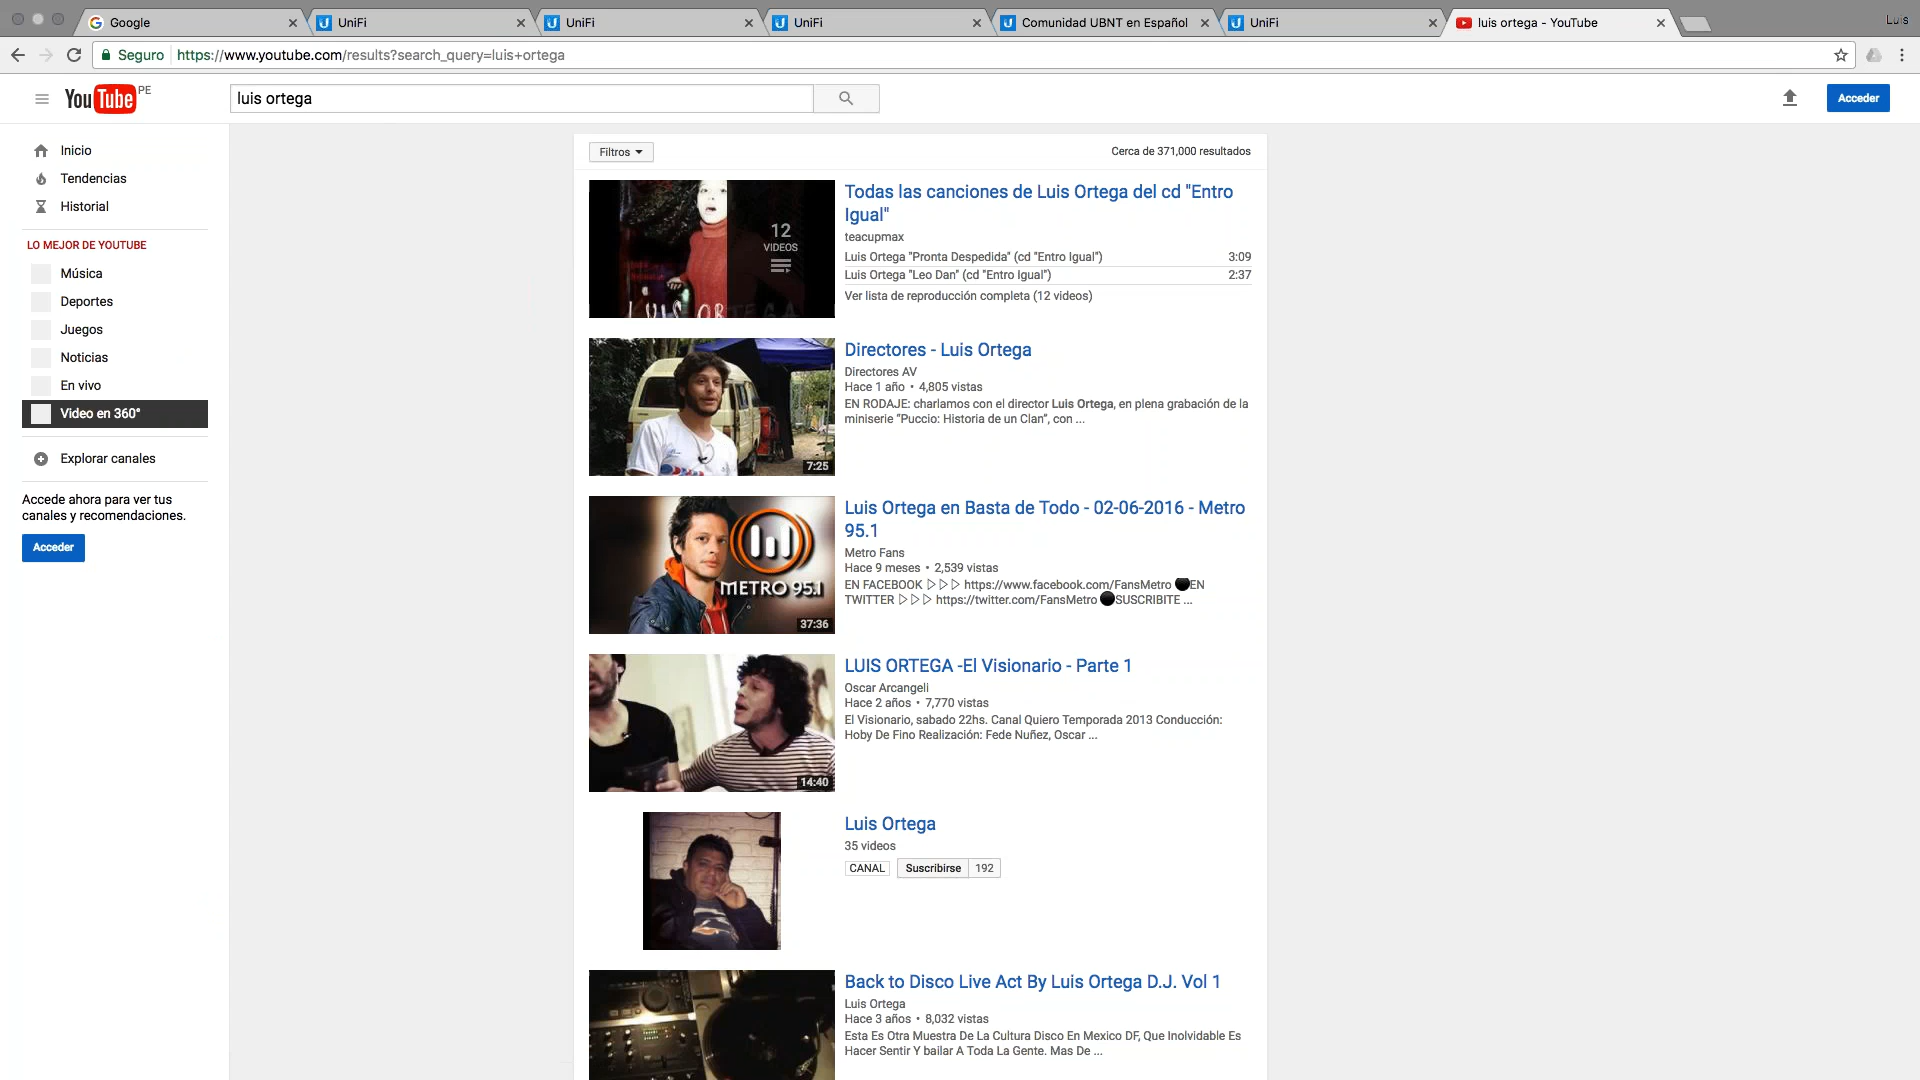 Google
UniFi
UniFi
UniFi
Comunidad UBNT en Español
UniFi
luis ortega - YouTube
Luis
Seguro
https://www.youtube.com/results?search_query=luis+ortega
YouTube PE
luis ortega
Acceder
Inicio
Tendencias
Historial
LO MEJOR DE YOUTUBE
Música
Deportes
Juegos
Noticias
En vivo
Video en 360°
Explorar canales
Accede ahora para ver tus
canales y recomendaciones.
Acceder
Filtros
Cerca de 371,000 resultados
12
VIDEOS
Todas las canciones de Luis Ortega del cd "Entro
Igual"
teacupmax
Luis Ortega "Pronta Despedida" (cd "Entro Igual") 3:09
Luis Ortega "Leo Dan" (cd "Entro Igual") 2:37
Ver lista de reproducción completa (12 videos)
7:25
Directores - Luis Ortega
Directores AV
Hace 1 año • 4,805 vistas
EN RODAJE: charlamos con el director Luis Ortega, en plena grabación de la
miniserie “Puccio: Historia de un Clan”, con ...
METRO 95.1
37:36
Luis Ortega en Basta de Todo - 02-06-2016 - Metro
95.1
Metro Fans
Hace 9 meses • 2,539 vistas
EN FACEBOOK ▷▷▷ https://www.facebook.com/FansMetro ⚫EN
TWITTER ▷▷▷ https://twitter.com/FansMetro ⚫SUSCRIBITE ...
14:40
LUIS ORTEGA -El Visionario - Parte 1
Oscar Arcangeli
Hace 2 años • 7,770 vistas
El Visionario, sabado 22hs. Canal Quiero Temporada 2013 Conducción:
Hoby De Fino Realización: Fede Nuñez, Oscar ...
Luis Ortega
35 videos
CANAL
Suscribirse 192
Back to Disco Live Act By Luis Ortega D.J. Vol 1
Luis Ortega
Hace 3 años • 8,032 vistas
Esta Es Otra Muestra De La Cultura Disco En Mexico DF, Que Inolvidable Es
Hacer Sentir Y bailar A Toda La Gente. Mas De ...